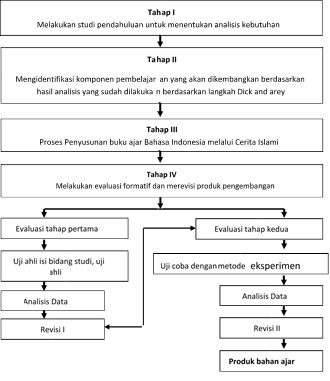 Tahap I
Melakukan studi pendahuluan untuk menentukan analisis kebutuhan
Tahap II
Mengidentifikasi komponen pembelajar an yang akan dikembangkan berdasarkan
hasil analisis yang sudah dilakuka n berdasarkan langkah Dick and arey
Tahap III
Proses Penyusunan buku ajar Bahasa Indonesia melalui Cerita Islami
Tahap IV
Melakukan evaluasi formatif dan merevisi produk pengembangan
Evaluasi tahap pertama
Uji ahli isi bidang studi, uji
ahli
Analisis Data
Revisi I
Evaluasi tahap kedua
Uji coba dengan metode eksperimen
Analisis Data
Revisi II
Produk bahan ajar